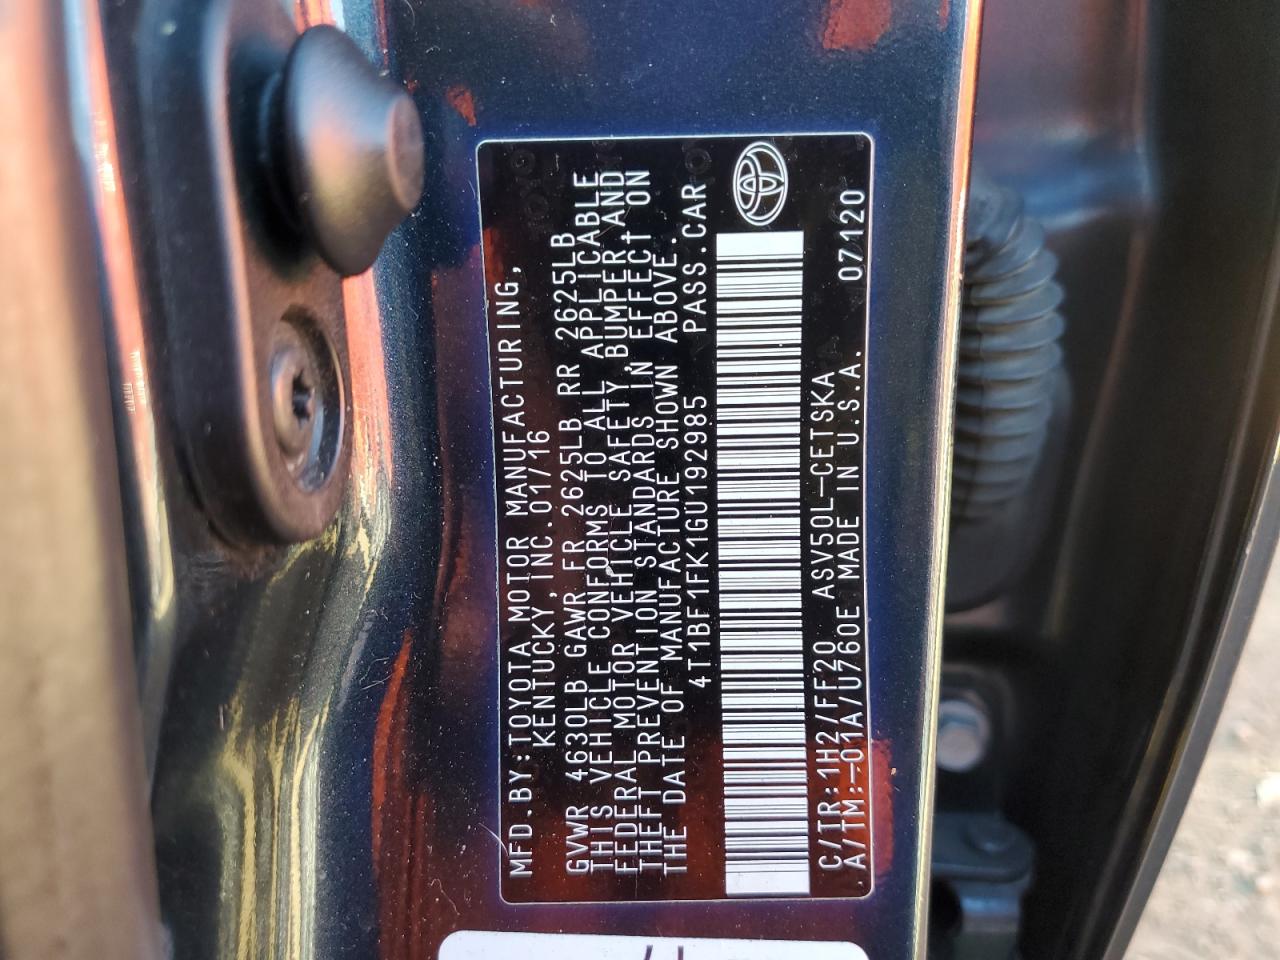 MFD.BY:TOYOTA MOTOR MANUFACTURING,
KENTUCKY, INC.01/16
GVWR 4630LB GAWR FR 2625LB RR 2625LB
THIS VEHICLE CONFORMS TO ALL APPLICABLE
FEDERAL MOTOR VEHICLE SAFETY,BUMPER,AND
THEFT PREVENTION STANDARDS IN EFFECT ON
THE DATE OF MANUFACTURE SHOWN ABOVE.
4T1BF1FK1GU192985 PASS.CAR
C/TR:1H2/FF20 ASV50L-CETSKA
A/TM:-01A/U760E MADE IN U.S.A. 07120